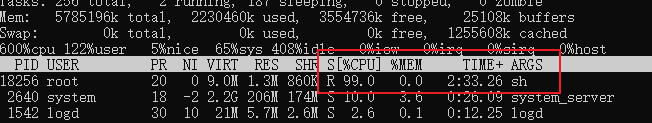 Tasks: 256 total, 2 running, 187 sleeping, 0 stopped, 0 zombie
Mem: 5785196k total, 2230460k used, 3554736k free, 25108k buffers
Swap: 0k total, 0k used, 0k free, 1255608k cached
600%cpu 122%user 5%nice 65%sys 408%idle 0%iow 0%irq 0%sirq 0%host
PID USER PR NI VIRT RES SHR S[%CPU] %MEM TIME+ ARGS
18256 root 20 0 9.0M 1.3M 860K R 99.0 0.0 2:33.26 sh
2640 system 18 -2 2.2G 206M 174M S 10.0 3.6 0:26.09 system_server
1542 logd 30 10 21M 5.7M 2.6M S 2.6 0.1 0:12.25 logd